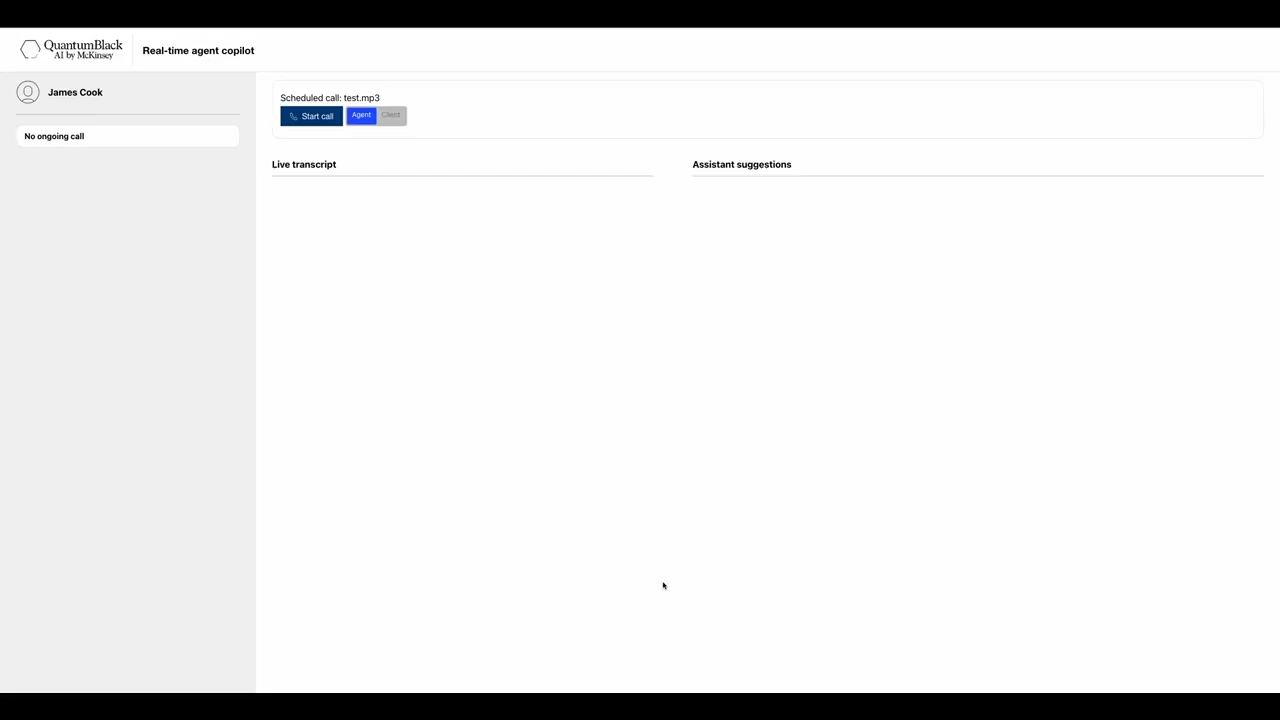 QuantumBlack
AI by McKinsey
Real-time agent copilot
James Cook
No ongoing call
Scheduled call: test.mp3
Start call
Agent
Client
Live transcript
Assistant suggestions